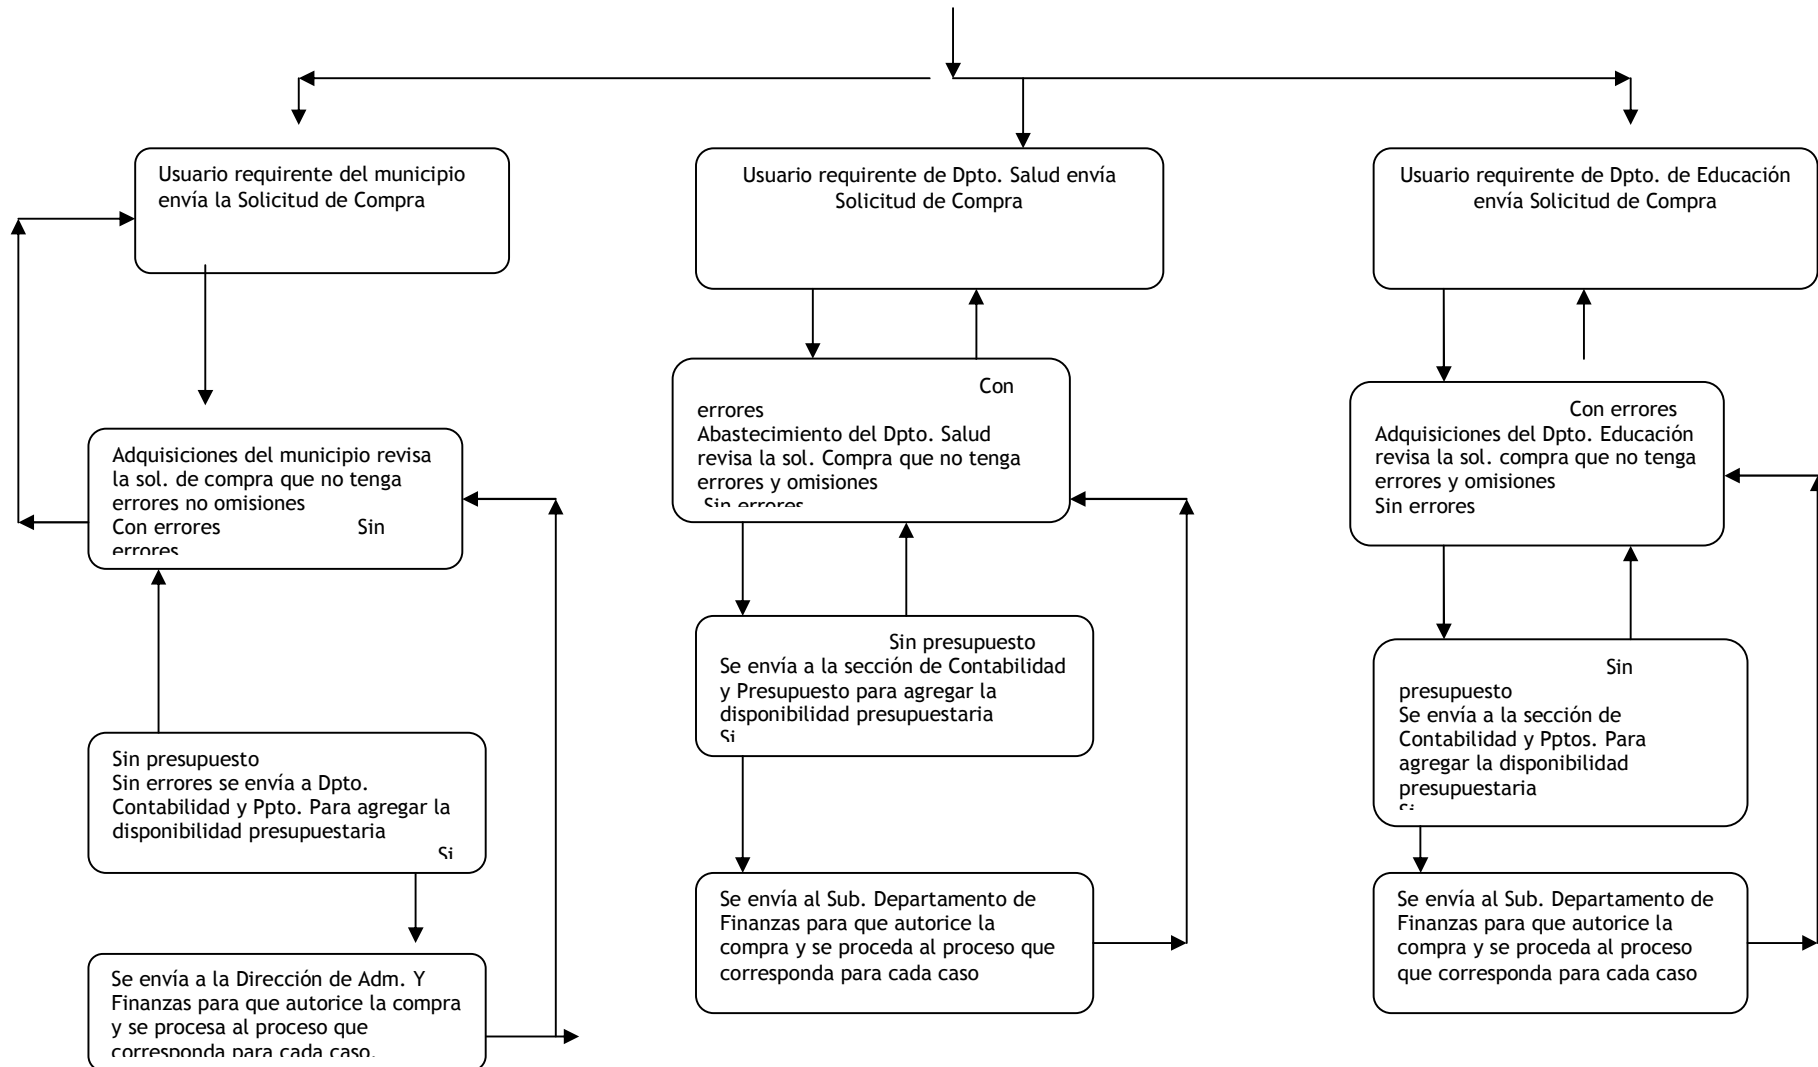 Usuario requirente del municipio
envía la Solicitud de Compra
Usuario requirente de Dpto. Salud envía
Solicitud de Compra
Usuario requirente de Dpto. de Educación
envía Solicitud de Compra
Adquisiciones del municipio revisa
la sol. de compra que no tenga
errores no omisiones
Con errores Sin
errores
Con
errores
Abastecimiento del Dpto. Salud
revisa la sol. Compra que no tenga
errores y omisiones
Sin errores
Con errores
Adquisiciones del Dpto. Educación
revisa la sol. compra que no tenga
errores y omisiones
Sin errores
Sin presupuesto
Sin errores se envía a Dpto.
Contabilidad y Ppto. Para agregar la
disponibilidad presupuestaria
Si
Sin presupuesto
Se envía a la sección de Contabilidad
y Presupuesto para agregar la
disponibilidad presupuestaria
Si
Sin
presupuesto
Se envía a la sección de
Contabilidad y Pptos. Para
agregar la disponibilidad
presupuestaria
Si
Se envía a la Dirección de Adm. Y
Finanzas para que autorice la compra
y se procesa al proceso que
corresponda para cada caso.
Se envía al Sub. Departamento de
Finanzas para que autorice la
compra y se proceda al proceso que
corresponda para cada caso
Se envía al Sub. Departamento de
Finanzas para que autorice la
compra y se proceda al proceso
que corresponda para cada caso